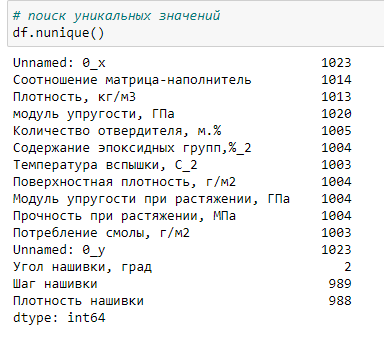 # поиск уникальных значений
df.nunique()
Unnamed: 0_x 1023
Соотношение матрица-наполнитель 1014
Плотность, кг/м3 1013
модуль упругости, ГПа 1020
Количество отвердителя, м.% 1005
Содержание эпоксидных групп,%_2 1004
Температура вспышки, С_2 1003
Поверхностная плотность, г/м2 1004
Модуль упругости при растяжении, ГПа 1004
Прочность при растяжении, МПа 1004
Потребление смолы, г/м2 1003
Unnamed: 0_y 1023
Угол нашивки, град 2
Шаг нашивки 989
Плотность нашивки 988
dtype: int64